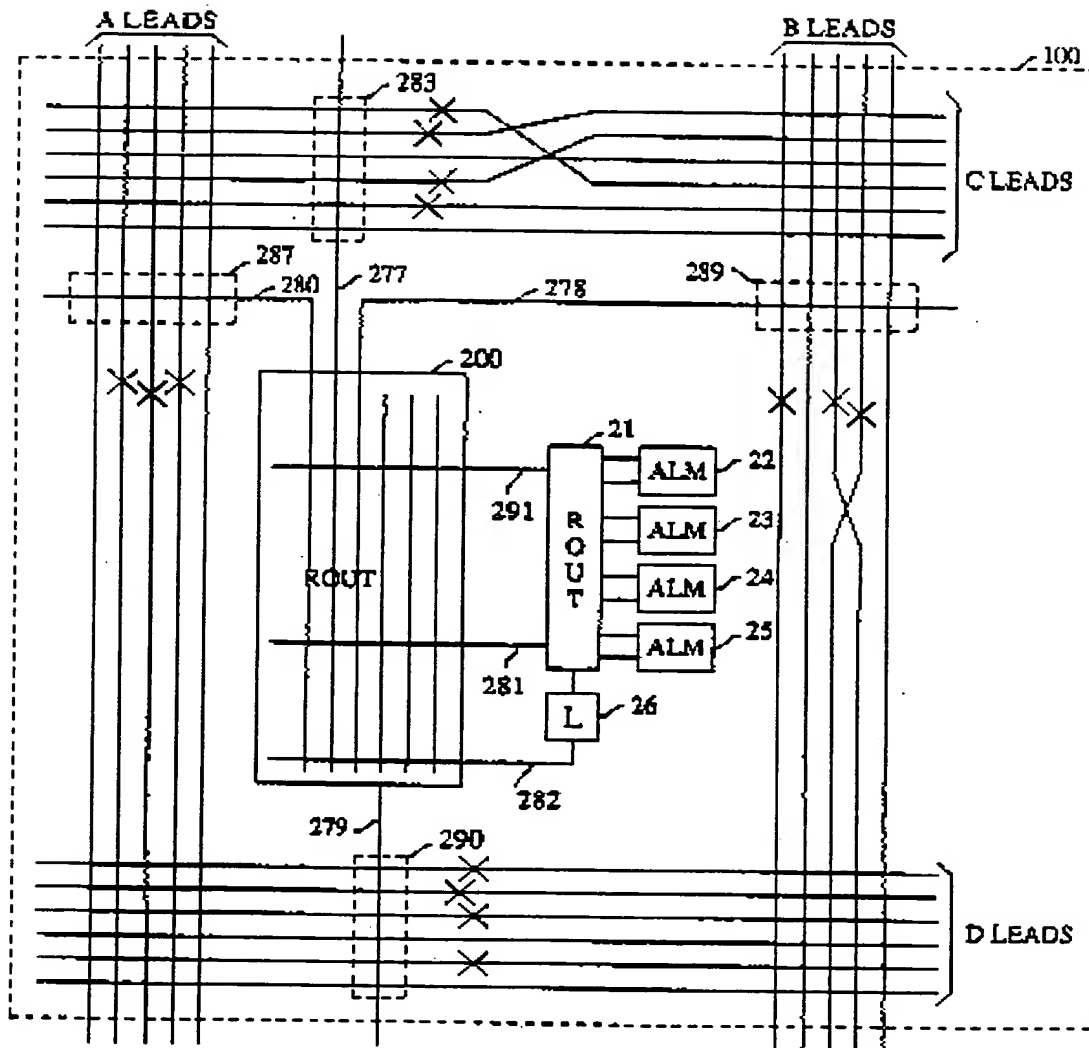 A LEADS
B LEADS
100
283
C LEADS
287
280
277
278
289
200
21
ALM
22
291
R
O
U
T
ALM
23
ROUT
ALM
24
ALM
25
281
26
L
282
279
290
D LEADS